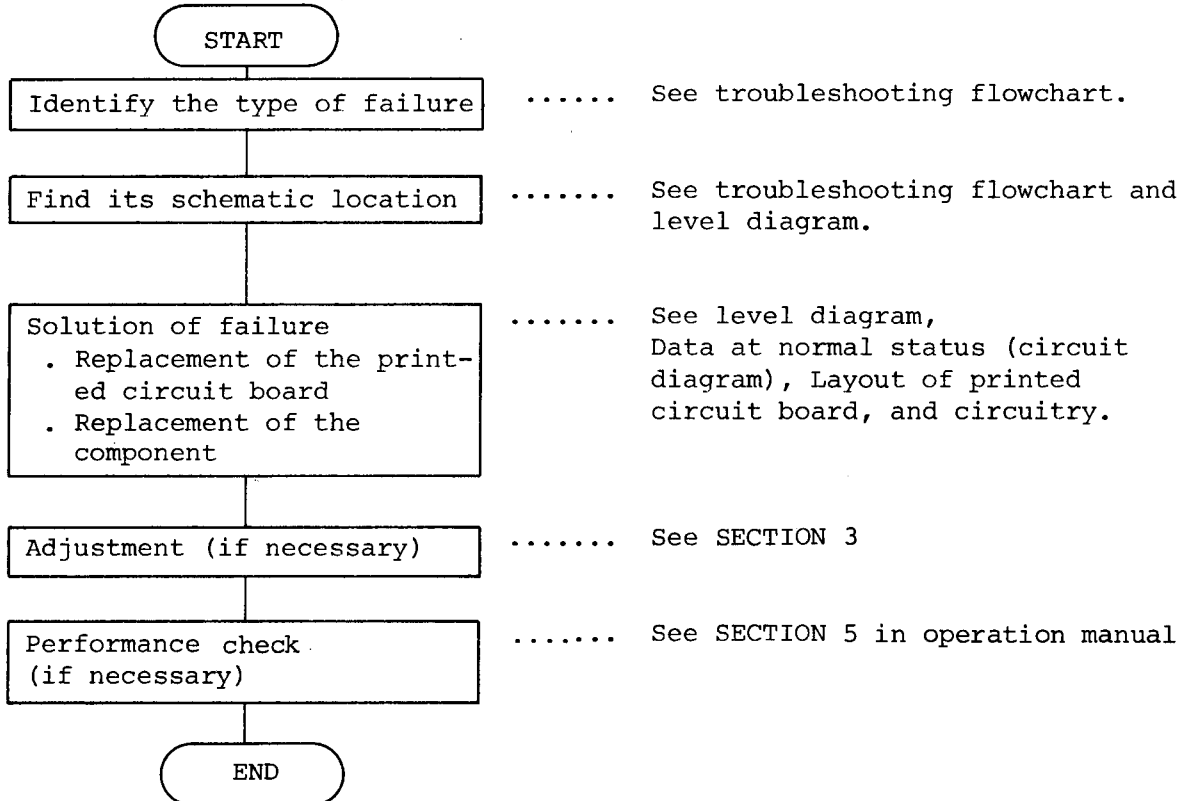 START
Identify the type of failure ...... See troubleshooting flowchart.
Find its schematic location ....... See troubleshooting flowchart and
level diagram.
Solution of failure ....... See level diagram,
. Replacement of the print- Data at normal status (circuit
ed circuit board diagram), Layout of printed
. Replacement of the circuit board, and circuitry.
component
Adjustment (if necessary) ....... See SECTION 3
Performance check ....... See SECTION 5 in operation manual
(if necessary)
END